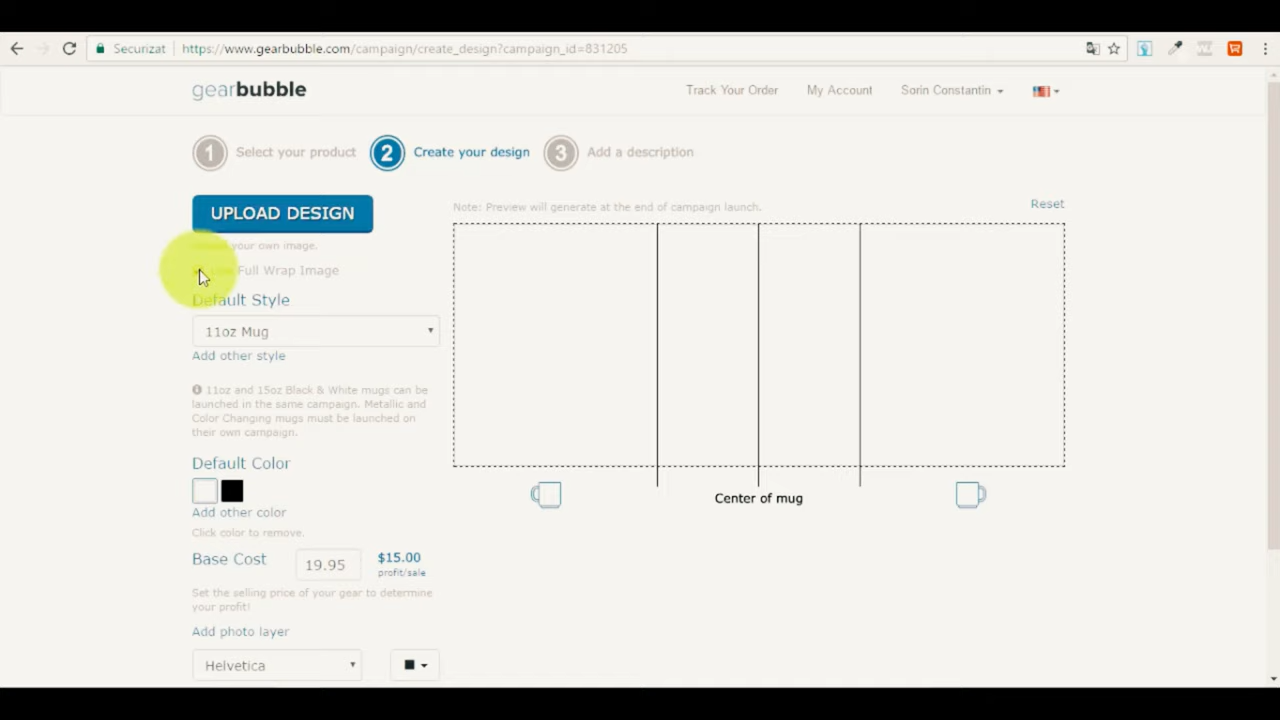 Securizat
https://www.gearbubble.com/campaign/create_design?campaign_id=831205
gearbubble
Track Your Order
My Account
Sorin Constantin
1 Select your product
2 Create your design
3 Add a description
UPLOAD DESIGN
Note: Preview will generate at the end of campaign launch.
Reset
your own image.
Full Wrap Image
Default Style
11oz Mug
Add other style
11oz and 15oz Black & White mugs can be
launched in the same campaign. Metallic and
Color Changing mugs must be launched on
their own campaign.
Center of mug
Default Color
Add other color
Click color to remove.
Base Cost
19.95
$15.00
profit/sale
Set the selling price of your gear to determine
your profit!
Add photo layer
Helvetica